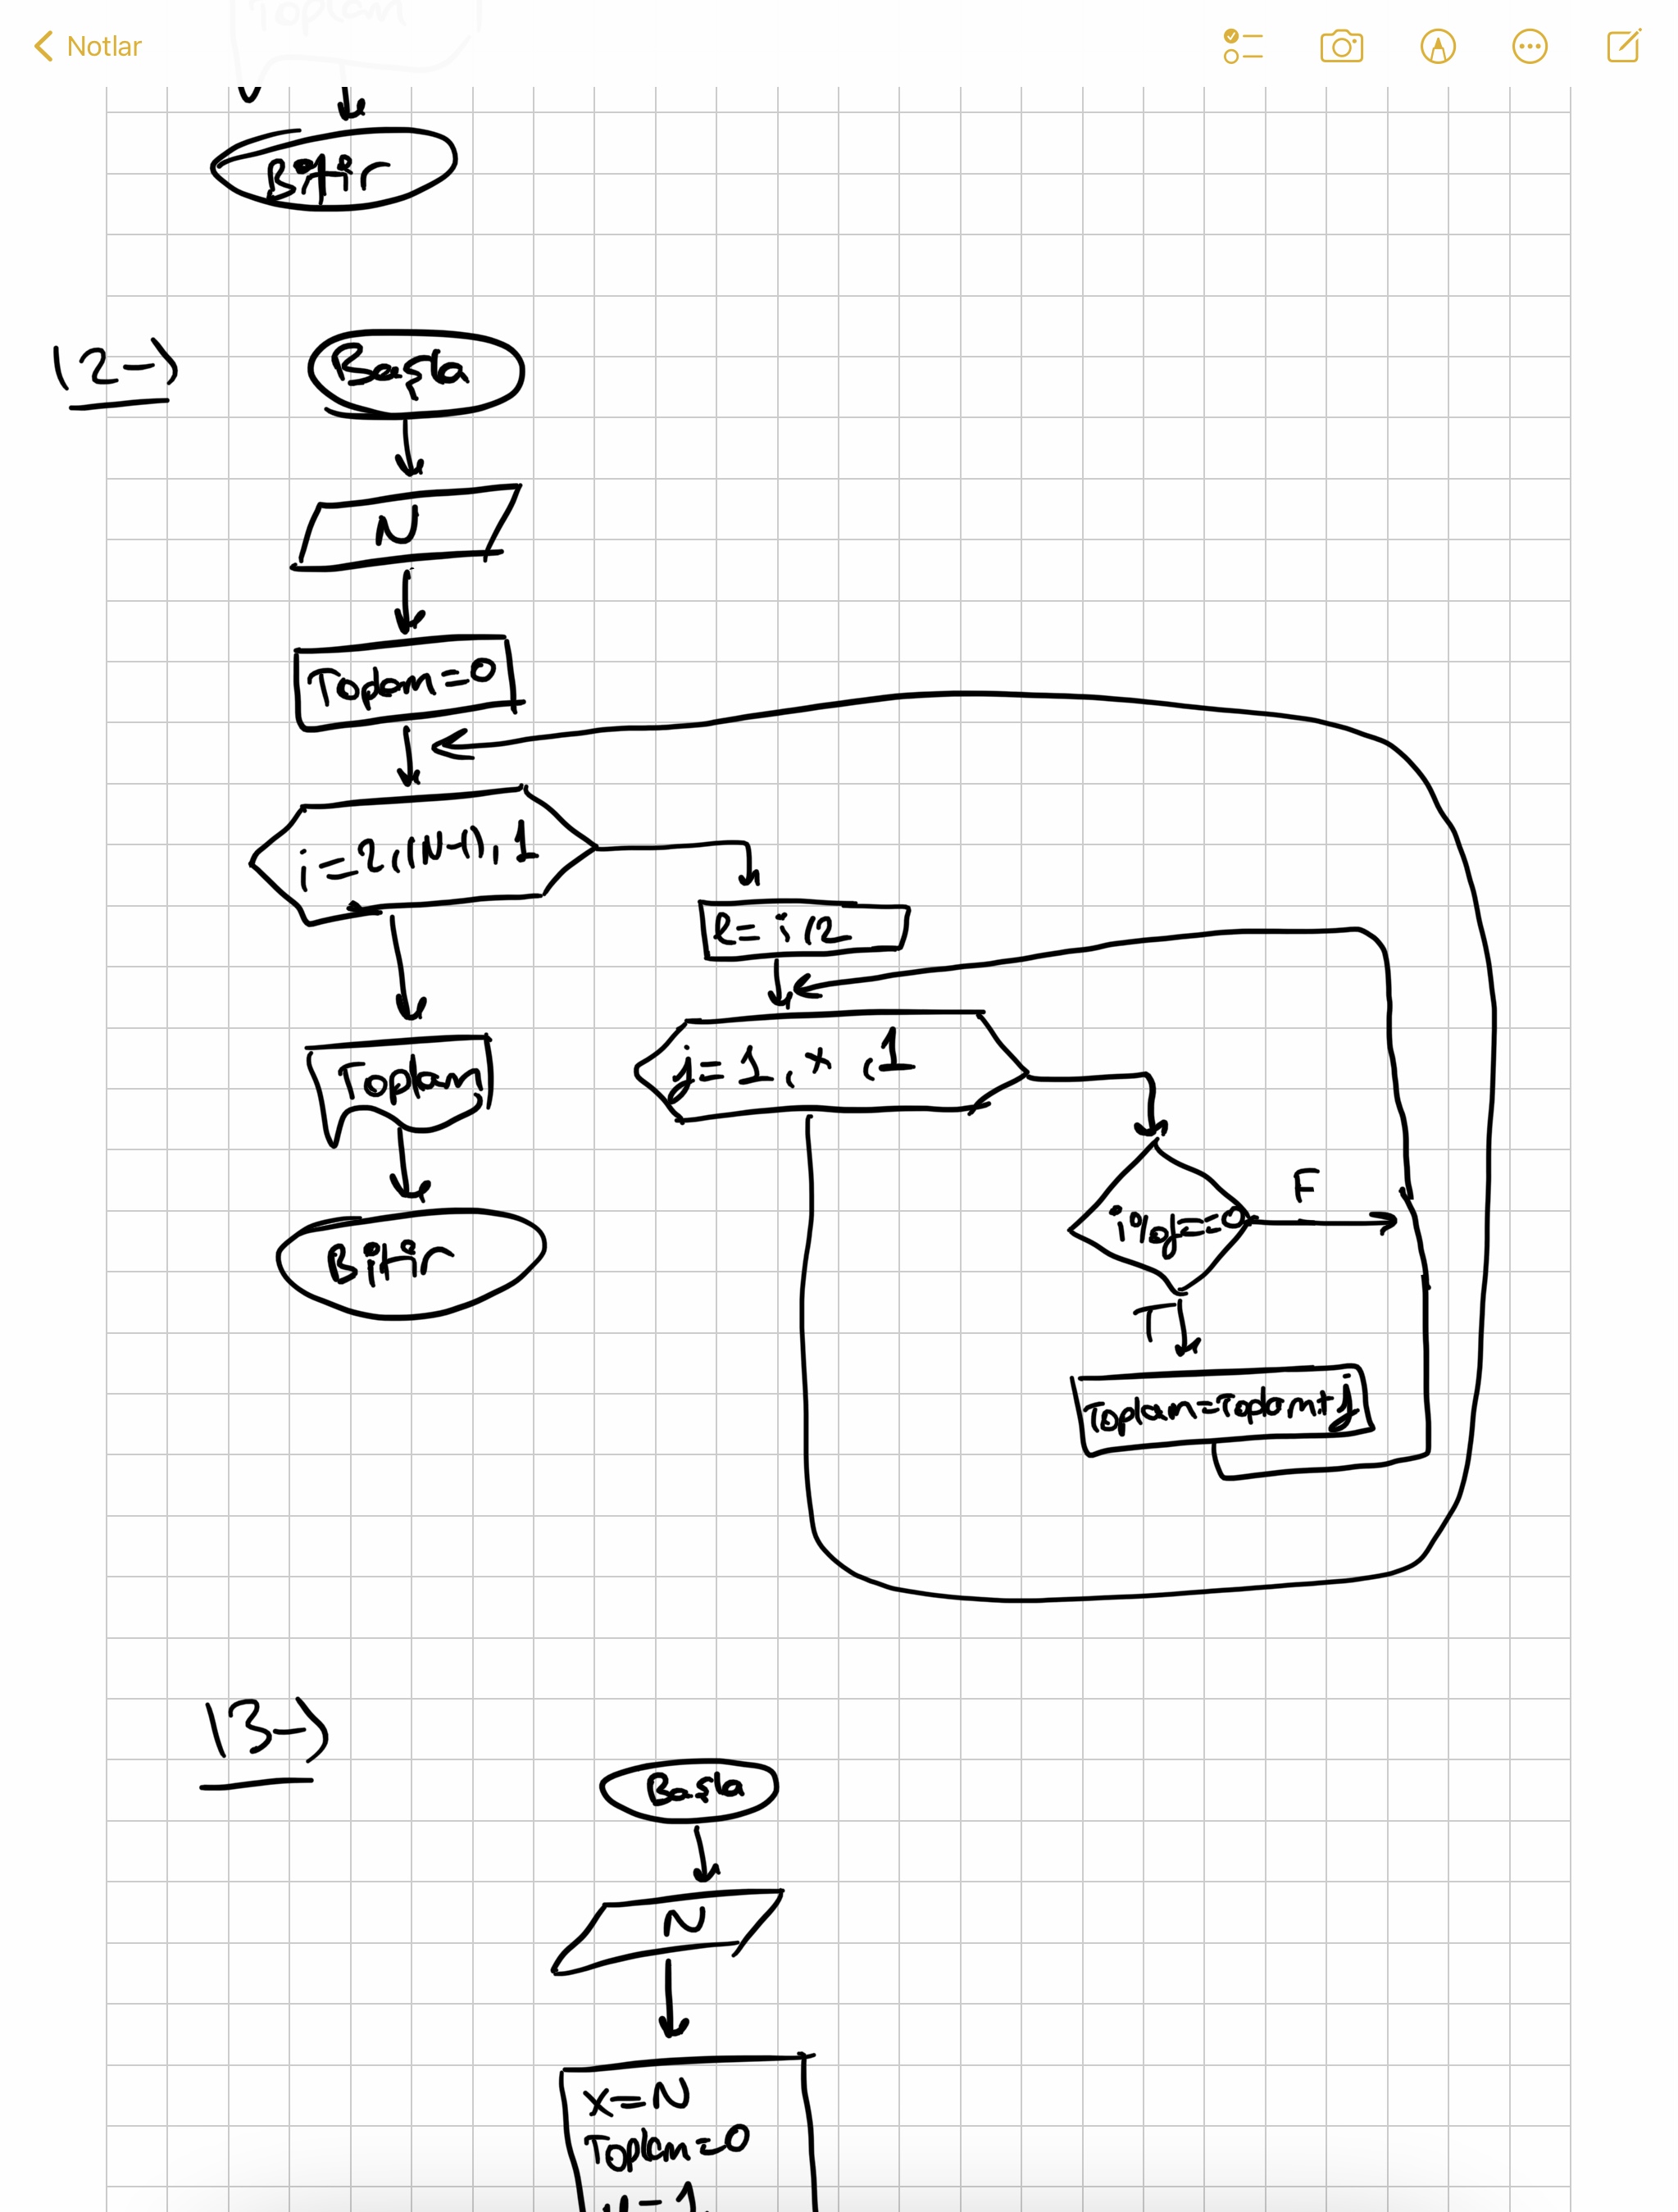 Notlar
Toplam
Bitir
12-)
Başla
N
Toplam=0
i=2,(N-1),1
l=i/2
j=1,x,1
Toplam
i%j==0
F
T
Bitir
Toplam=Toplam+j
13-)
Başla
N
x=N
Toplam=0